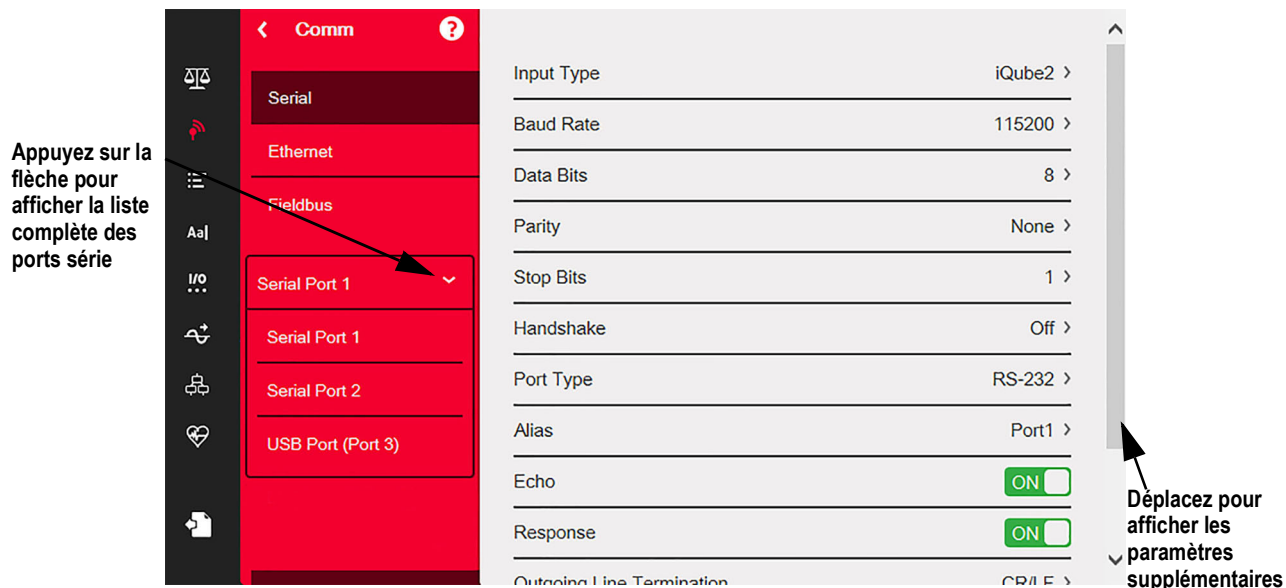 Appuyez sur la
flèche pour
afficher la liste
complète des
ports série
Comm ?
Serial
Ethernet
Fieldbus
Aa
I/O
Serial Port 1
Serial Port 1
Serial Port 2
USB Port (Port 3)
Input Type iQube2
Baud Rate 115200
Data Bits 8
Parity None
Stop Bits 1
Handshake Off
Port Type RS-232
Alias Port1
Echo ON
Response ON
Outgoing Line Termination CR/LF
Déplacez pour
afficher les
paramètres
supplémentaires